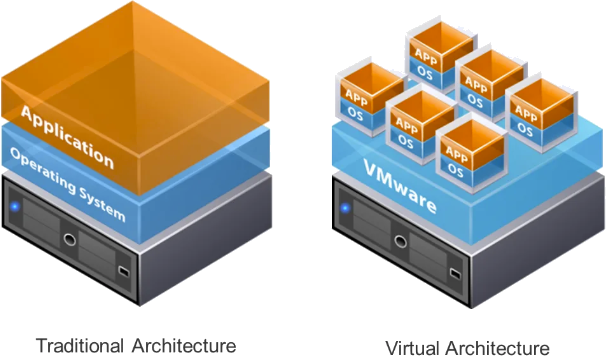 Application
Operating System
Traditional Architecture
APP
OS
APP
OS
APP
OS
APP
OS
APP
OS
APP
OS
VMware
Virtual Architecture